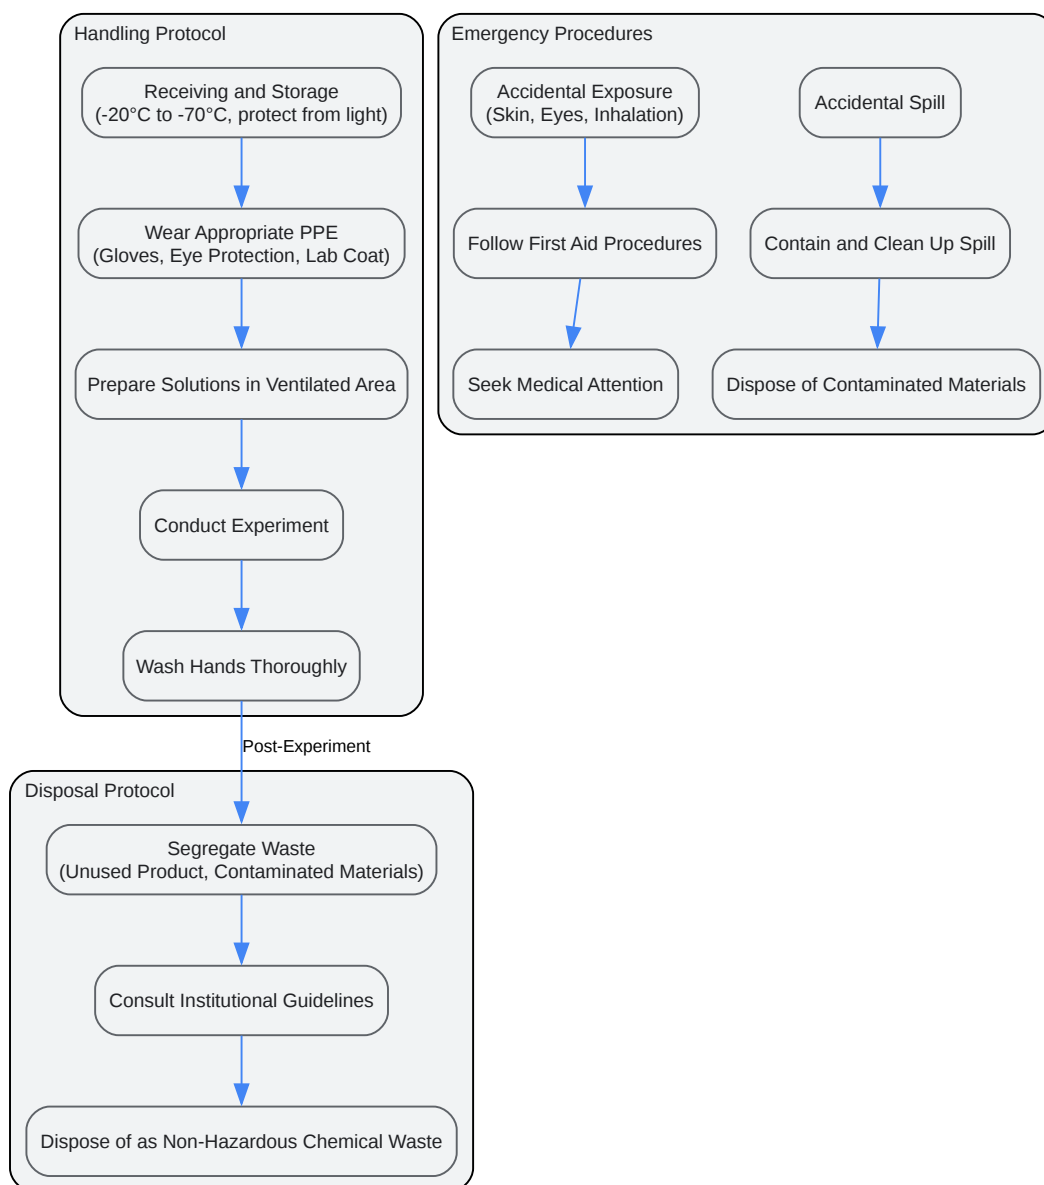 Handling Protocol
Receiving and Storage
(-20°C to -70°C, protect from light)
Wear Appropriate PPE
(Gloves, Eye Protection, Lab Coat)
Prepare Solutions in Ventilated Area
Conduct Experiment
Wash Hands Thoroughly
Post-Experiment
Disposal Protocol
Segregate Waste
(Unused Product, Contaminated Materials)
Consult Institutional Guidelines
Dispose of as Non-Hazardous Chemical Waste
Emergency Procedures
Accidental Exposure
(Skin, Eyes, Inhalation)
Follow First Aid Procedures
Seek Medical Attention
Accidental Spill
Contain and Clean Up Spill
Dispose of Contaminated Materials